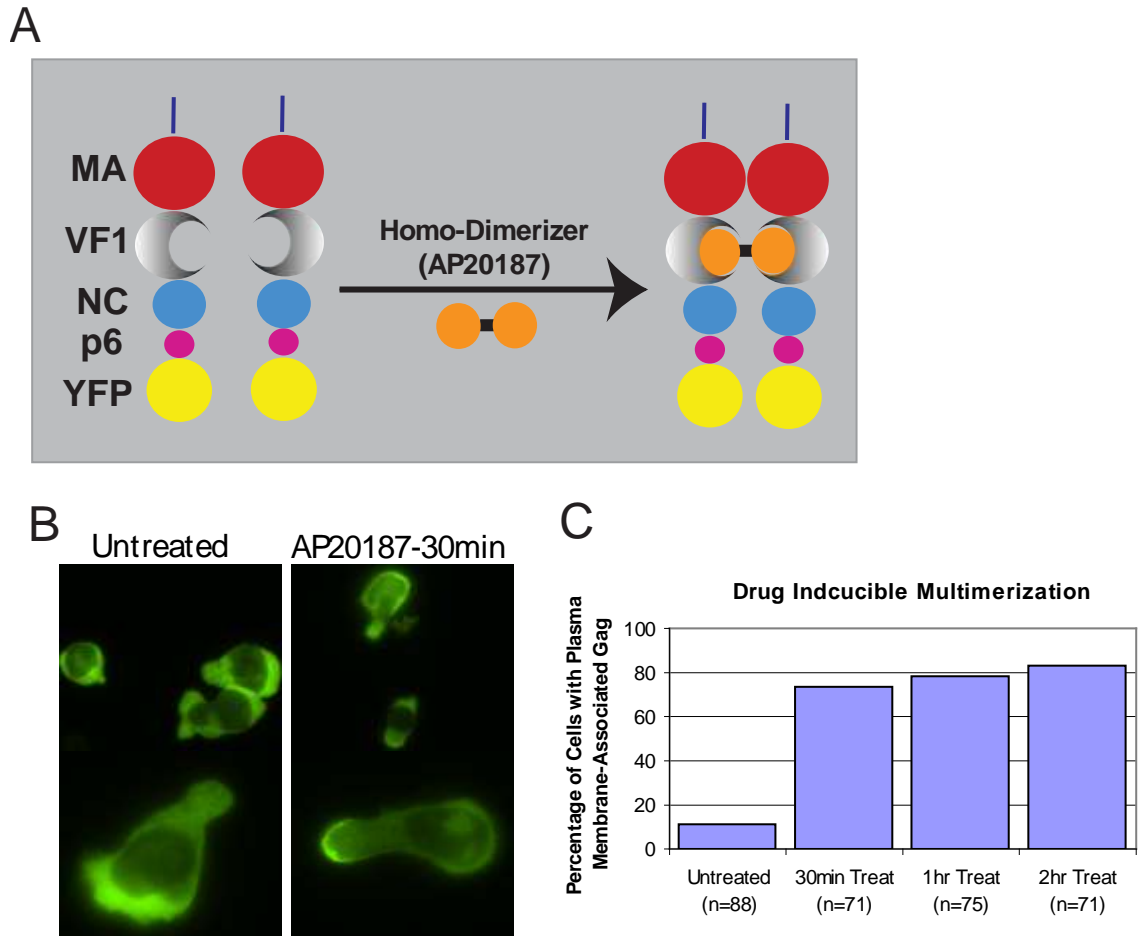 A
MA
VF1
NC
p6
YFP
Homo-Dimerizer
(AP20187)
B
Untreated
AP20187-30min
C
Drug Indcucible Multimerization
Percentage of Cells with Plasma
Membrane-Associated Gag
100
80
60
40
20
0
Untreated
(n=88)
30min Treat
(n=71)
1hr Treat
(n=75)
2hr Treat
(n=71)